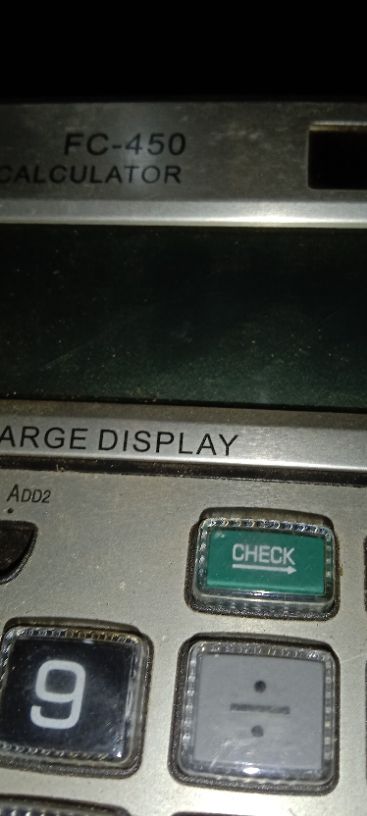 FC-450
CALCULATOR
ARGE DISPLAY
ADD2
CHECK
9
÷